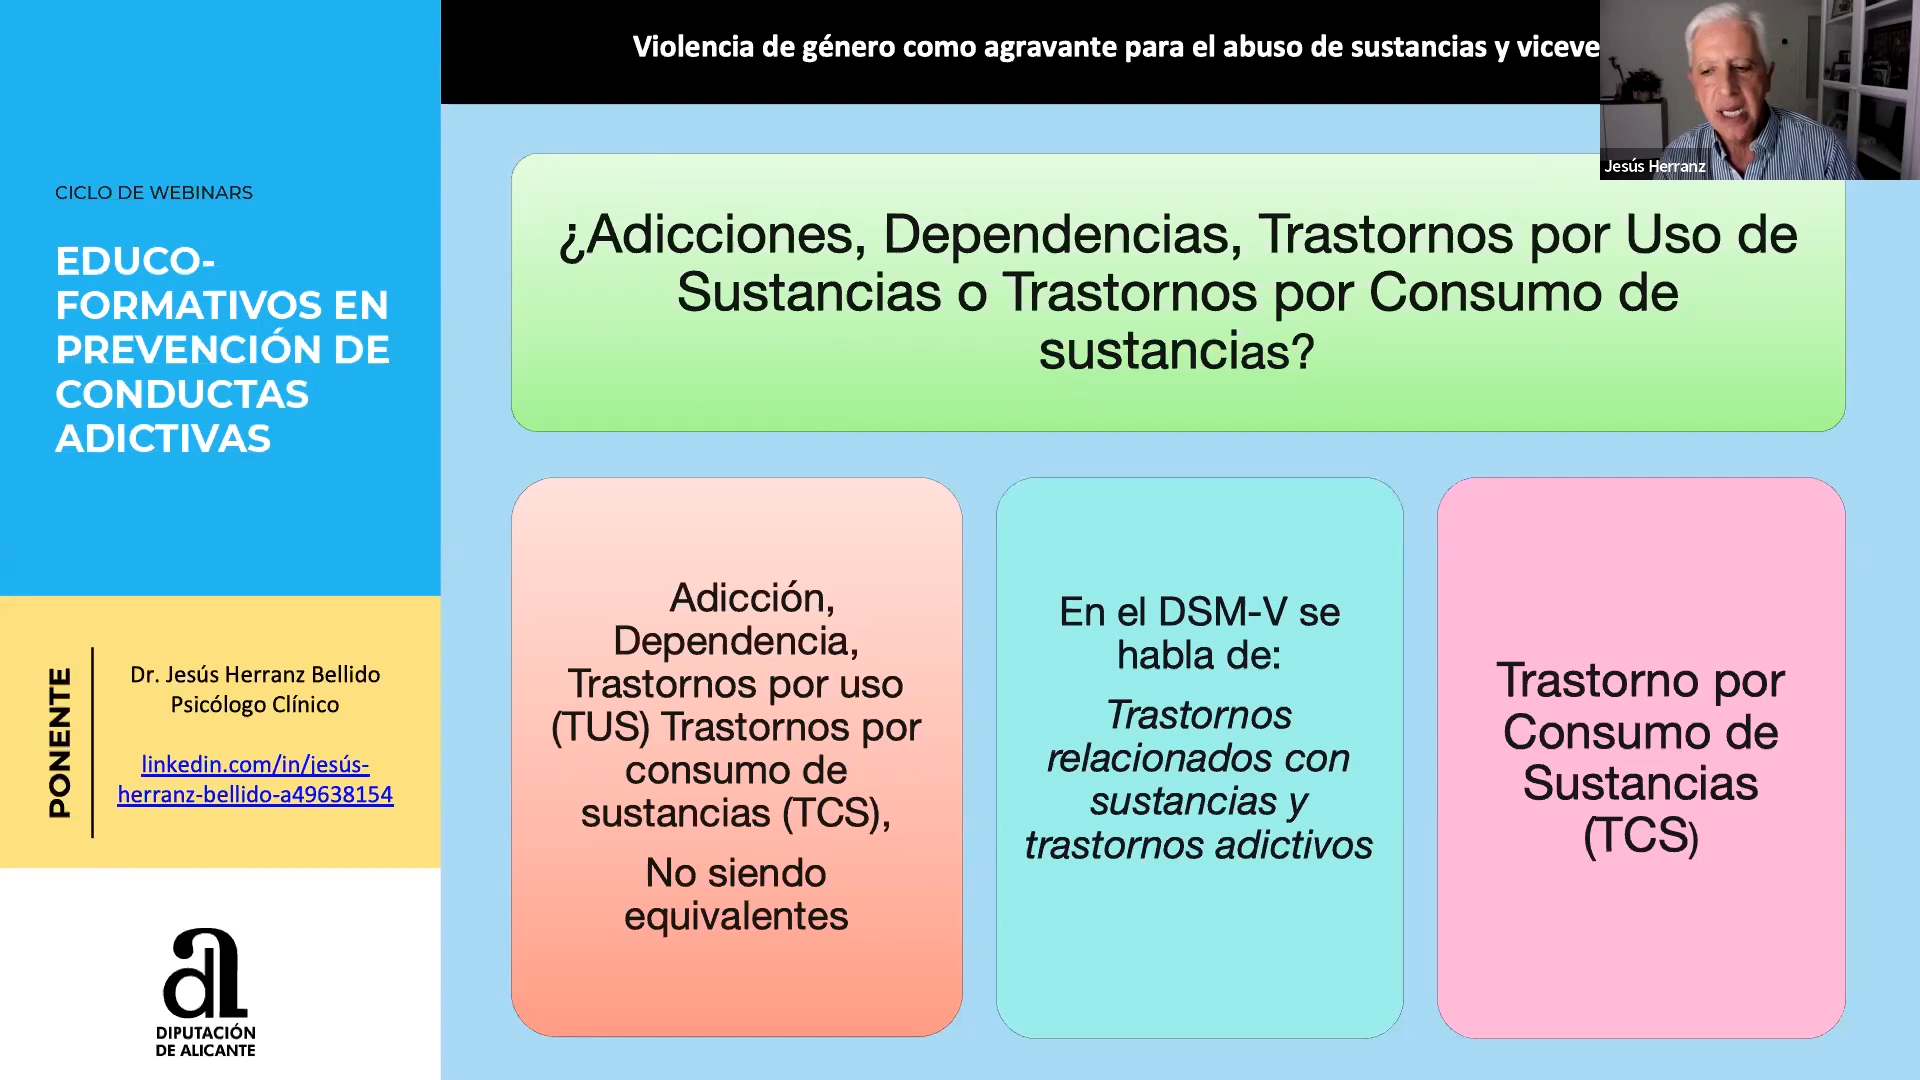 Violencia de género como agravante para el abuso de sustancias y viceve
Jesús Herranz
CICLO DE WEBINARS
EDUCO-
FORMATIVOS EN
PREVENCIÓN DE
CONDUCTAS
ADICTIVAS
PONENTE
Dr. Jesús Herranz Bellido
Psicólogo Clínico
linkedin.com/in/jesús-
herranz-bellido-a49638154
DIPUTACIÓN
DE ALICANTE
¿Adicciones, Dependencias, Trastornos por Uso de
Sustancias o Trastornos por Consumo de
sustancias?
Adicción,
Dependencia,
Trastornos por uso
(TUS) Trastornos por
consumo de
sustancias (TCS),
No siendo
equivalentes
En el DSM-V se
habla de:
Trastornos
relacionados con
sustancias y
trastornos adictivos
Trastorno por
Consumo de
Sustancias
(TCS)